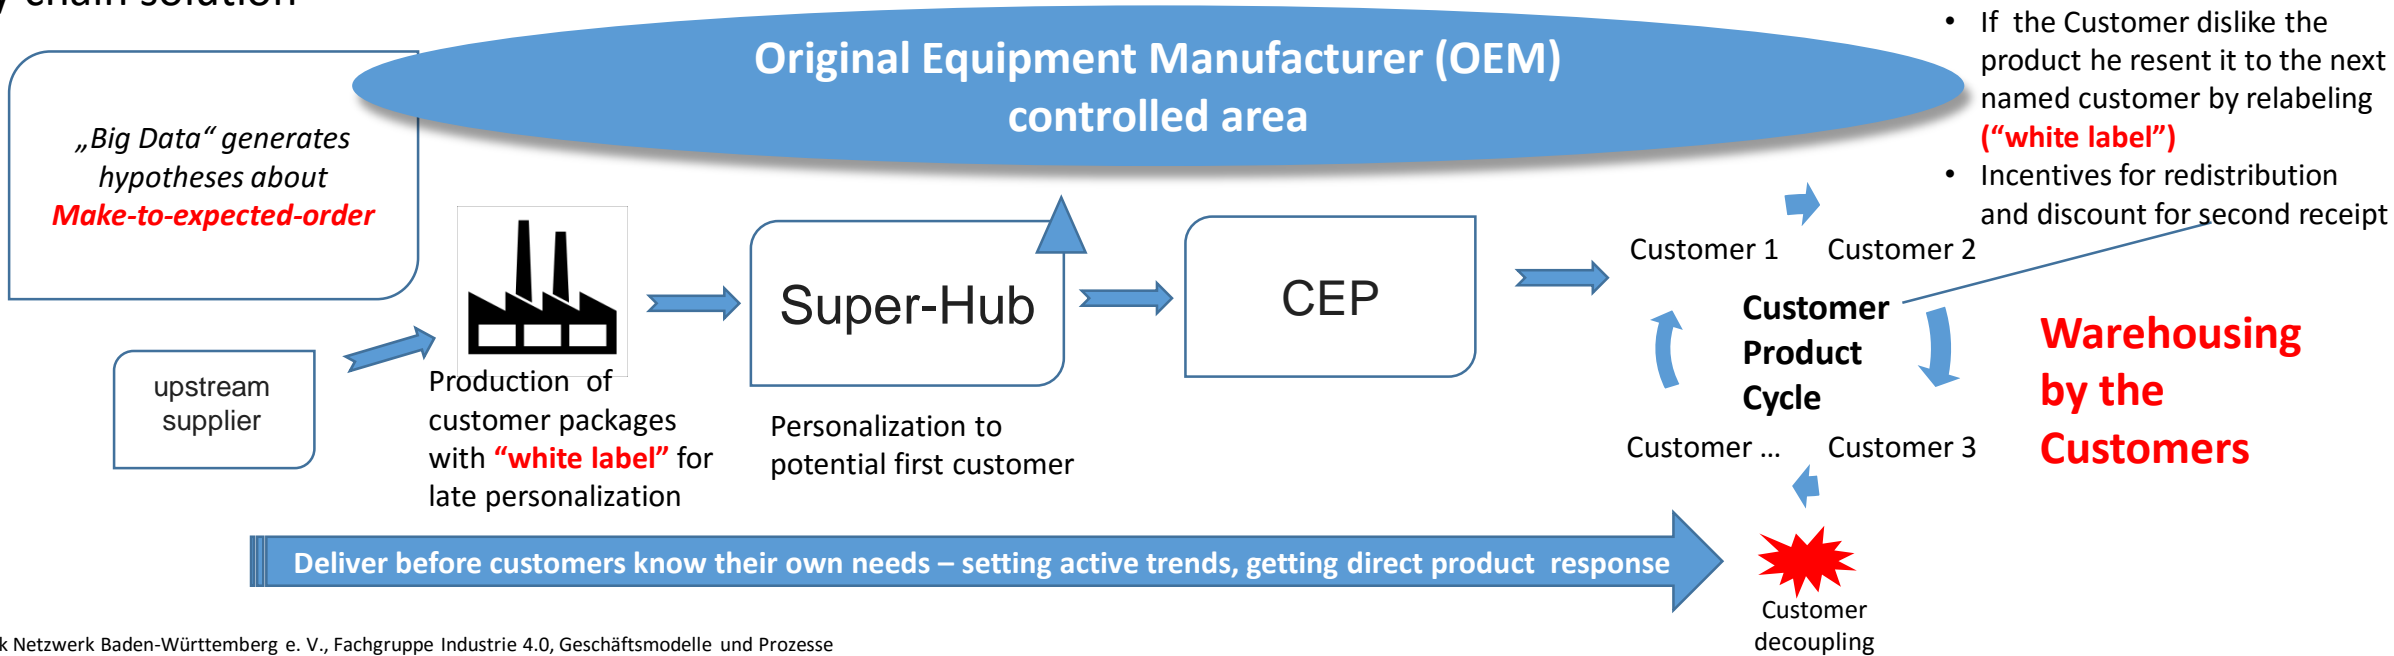 chain solution
Original Equipment Manufacturer (OEM)
controlled area
„Big Data“ generates
hypotheses about
Make-to-expected-order
• If the Customer dislike the
product he resent it to the next
named customer by relabeling
(“white label”)
• Incentives for redistribution
and discount for second receipt
upstream
supplier
Production of
customer packages
with “white label” for
late personalization
Super-Hub
Personalization to
potential first customer
CEP
Customer 1
Customer 2
Customer
Product
Cycle
Customer ...
Customer 3
Warehousing
by the
Customers
Deliver before customers know their own needs – setting active trends, getting direct product response
Customer
decoupling
Netzwerk Baden-Württemberg e. V., Fachgruppe Industrie 4.0, Geschäftsmodelle und Prozesse